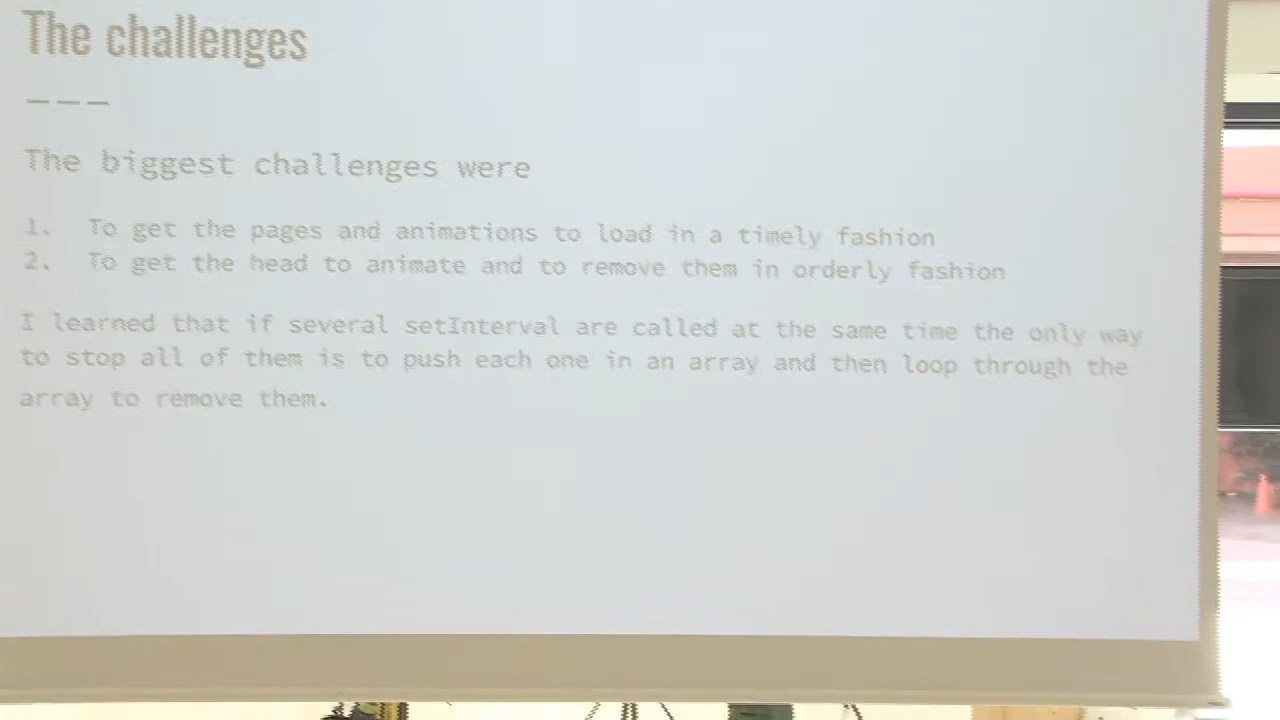 The challenges
The biggest challenges were
1. To get the pages and animations to load in a timely fashion
2. To get the head to animate and to remove them in orderly fashion
I learned that if several setInterval are called at the same time the only way
to stop all of them is to push each one in an array and then loop through the
array to remove them.